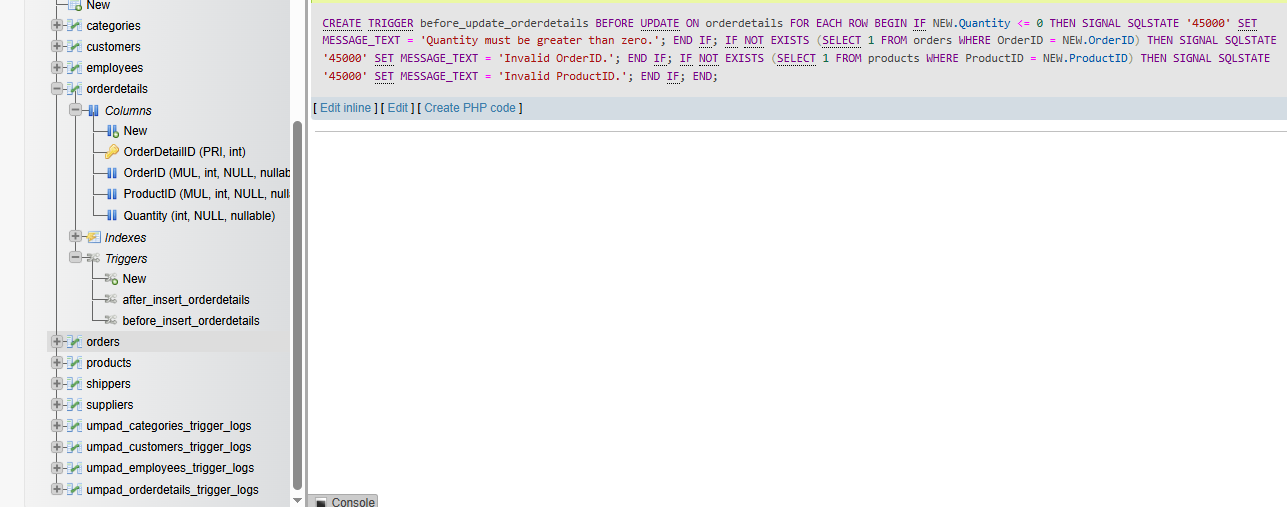 New
categories
customers
employees
orderdetails
Columns
New
OrderDetailID (PRI, int)
OrderID (MUL, int, NULL, nullab
ProductID (MUL, int, NULL, null
Quantity (int, NULL, nullable)
Indexes
Triggers
New
after_insert_orderdetails
before_insert_orderdetails
orders
products
shippers
suppliers
umpad_categories_trigger_logs
umpad_customers_trigger_logs
umpad_employees_trigger_logs
umpad_orderdetails_trigger_logs
CREATE TRIGGER before_update_orderdetails BEFORE UPDATE ON orderdetails FOR EACH ROW BEGIN IF NEW.Quantity <= 0 THEN SIGNAL SQLSTATE '45000' SET
MESSAGE_TEXT = 'Quantity must be greater than zero.'; END IF; IF NOT EXISTS (SELECT 1 FROM orders WHERE OrderID = NEW.OrderID) THEN SIGNAL SQLSTATE
'45000' SET MESSAGE_TEXT = 'Invalid OrderID.'; END IF; IF NOT EXISTS (SELECT 1 FROM products WHERE ProductID = NEW.ProductID) THEN SIGNAL SQLSTATE
'45000' SET MESSAGE_TEXT = 'Invalid ProductID.'; END IF; END;
[ Edit inline ] [ Edit ] [ Create PHP code ]
Console